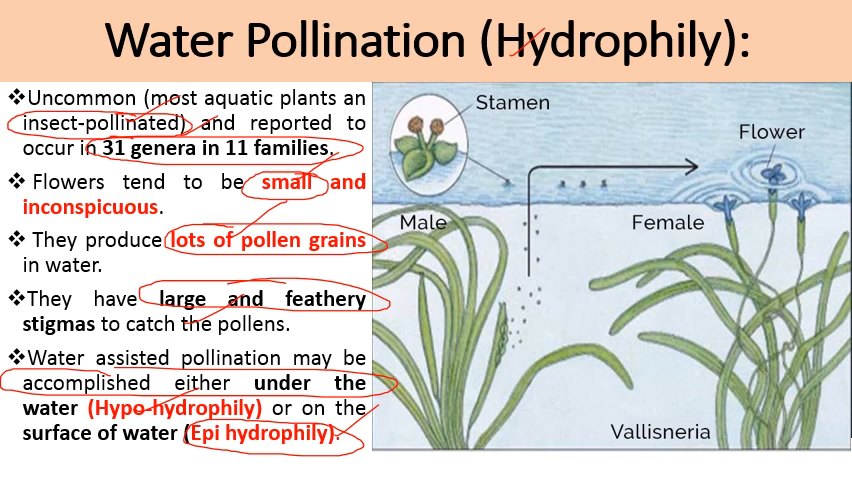 Water Pollination (Hydrophily):
❖Uncommon (most aquatic plants an
insect-pollinated) and reported to
occur in 31 genera in 11 families.
❖ Flowers tend to be small and
inconspicuous.
❖ They produce lots of pollen grains
in water.
❖They have large and feathery
stigmas to catch the pollens.
❖Water assisted pollination may be
accomplished either under the
water (Hypo-hydrophily) or on the
surface of water (Epi hydrophily).
Stamen
Flower
Male
Female
Vallisneria